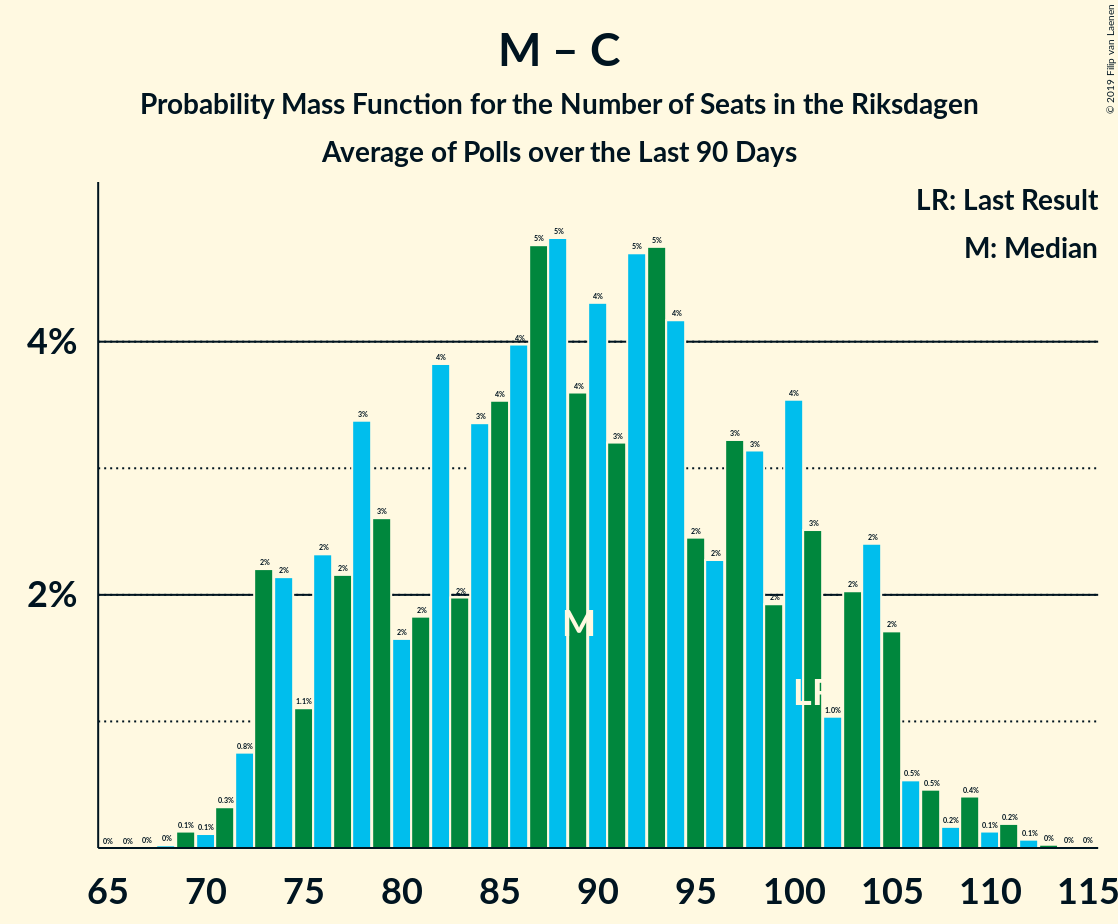 M – C
Probability Mass Function for the Number of Seats in the Riksdagen
Average of Polls over the Last 90 Days
© 2019 Filip van Laenen
LR: Last Result
M: Median
4%
2%
0% 0% 0% 0% 0.1% 0.1% 0.3% 0.8% 2% 2% 1.1% 2% 2% 3% 3% 2% 2% 4% 2% 3% 4% 4% 5% 5% 4% 4% 3% 5% 5% 4% 2% 2% 3% 3% 2% 4% 3% 1.0% 2% 2% 2% 0.5% 0.5% 0.2% 0.4% 0.1% 0.2% 0.1% 0% 0% 0%
M
LR
65 70 75 80 85 90 95 100 105 110 115